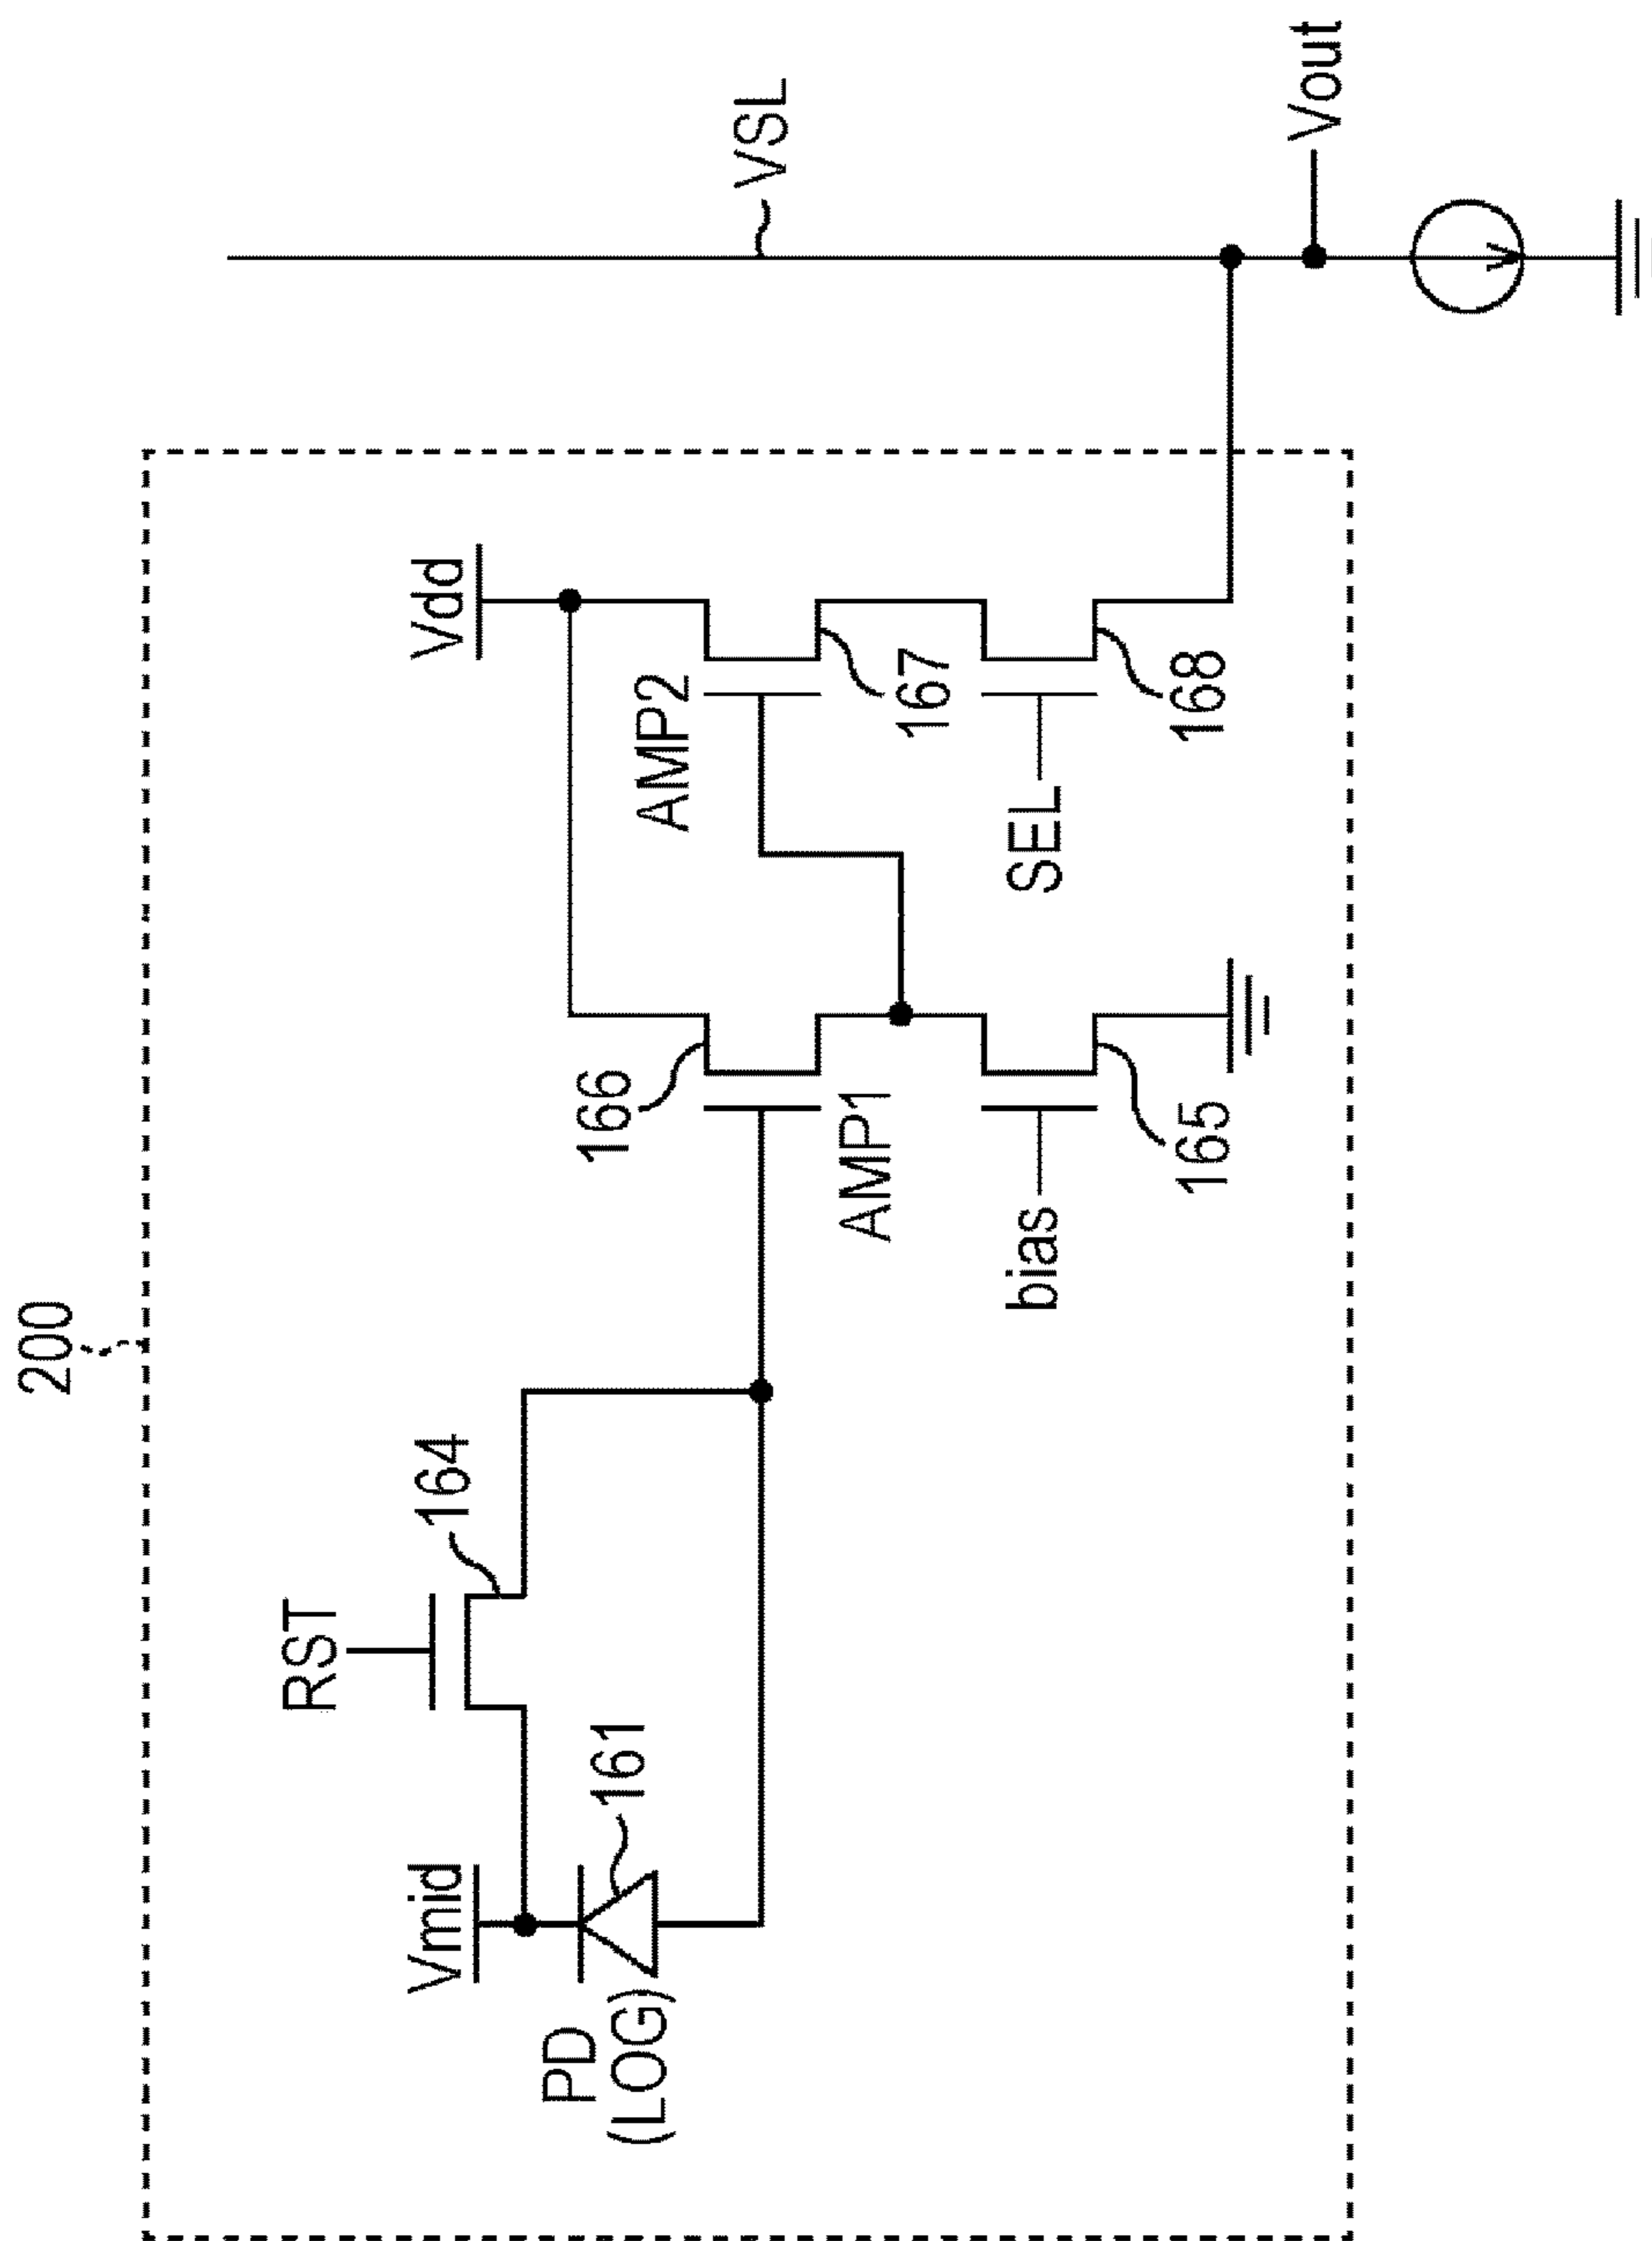 200
RST
164
Vmid
161
PD
(LOG)
Vdd
166
AMP1
AMP2
167
bias
165
SEL
168
VSL
Vout